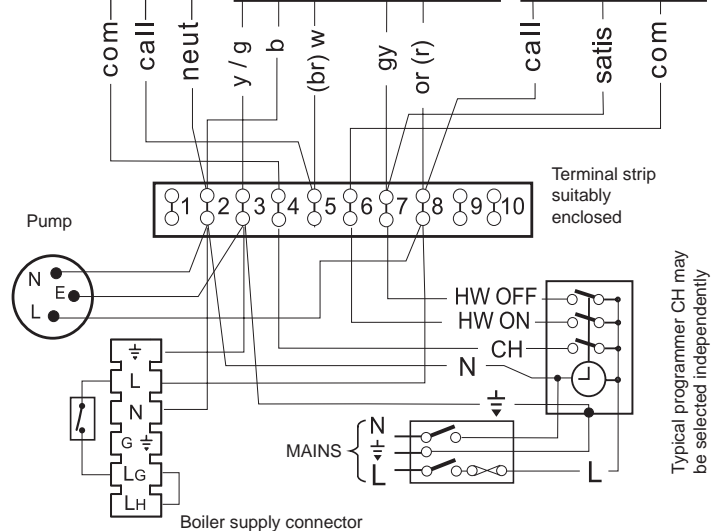 com
call
neut
y / g
b
(br) w
gy
or (r)
call
satis
com
1 2 3 4 5 6 7 8 9 10
Terminal strip
suitably
enclosed
Pump
N
E
L
HW OFF
HW ON
CH
N
L
N
G
LG
LH
MAINS
N
L
L
Boiler supply connector
Typical programmer CH may
be selected independently